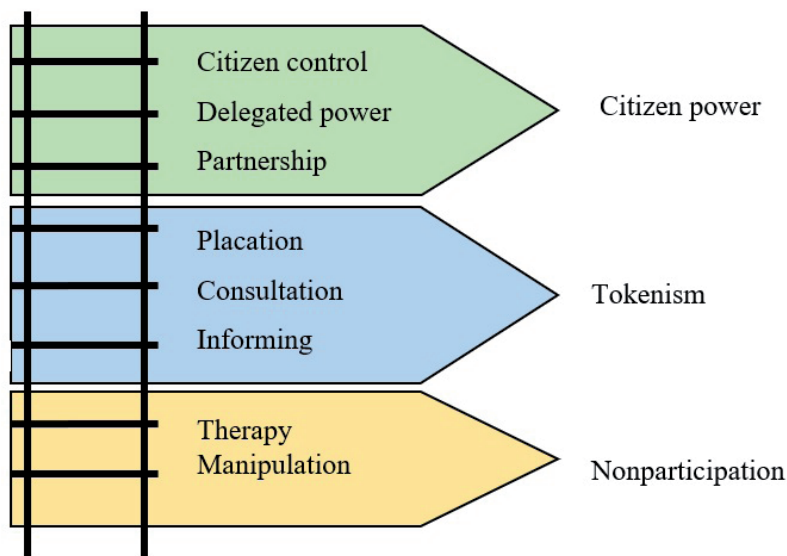 Citizen control
Delegated power
Partnership
Citizen power
Placation
Consultation
Informing
Tokenism
Therapy
Manipulation
Nonparticipation